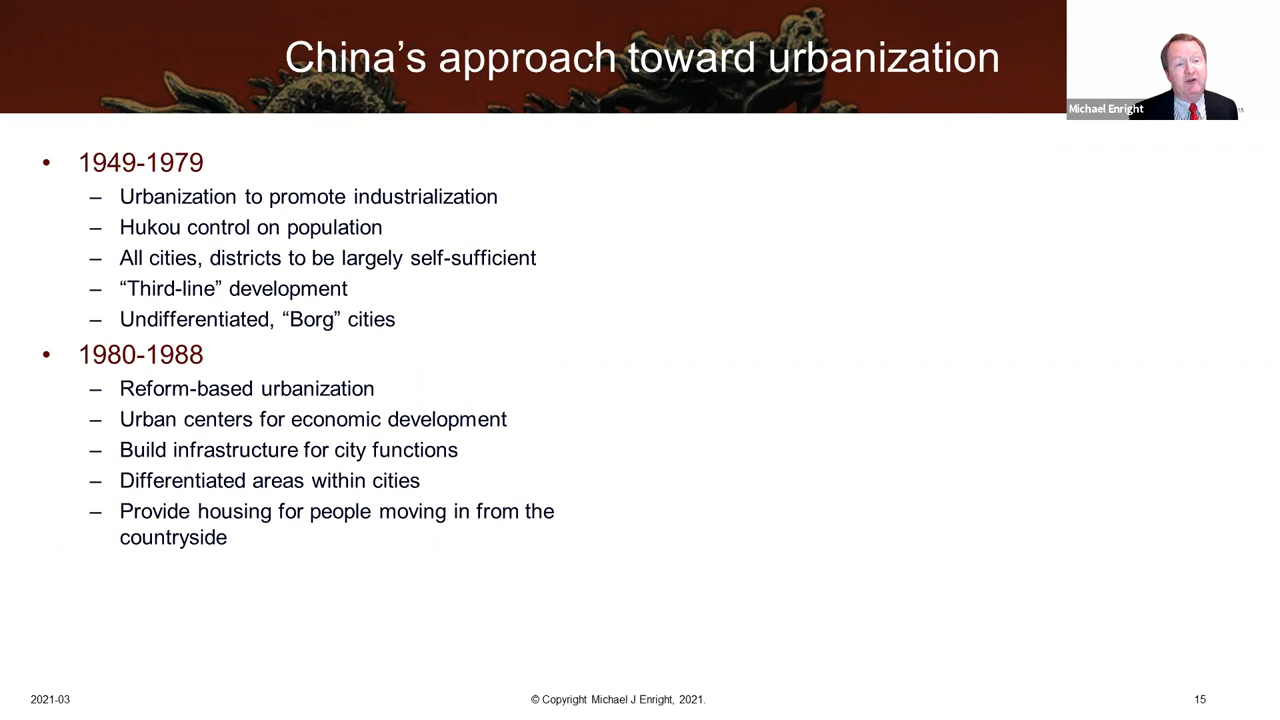 China’s approach toward urbanization
Michael Enright
15
• 1949-1979
– Urbanization to promote industrialization
– Hukou control on population
– All cities, districts to be largely self-sufficient
– “Third-line” development
– Undifferentiated, “Borg” cities
• 1980-1988
– Reform-based urbanization
– Urban centers for economic development
– Build infrastructure for city functions
– Differentiated areas within cities
– Provide housing for people moving in from the
countryside
2021-03
© Copyright Michael J Enright, 2021.
15